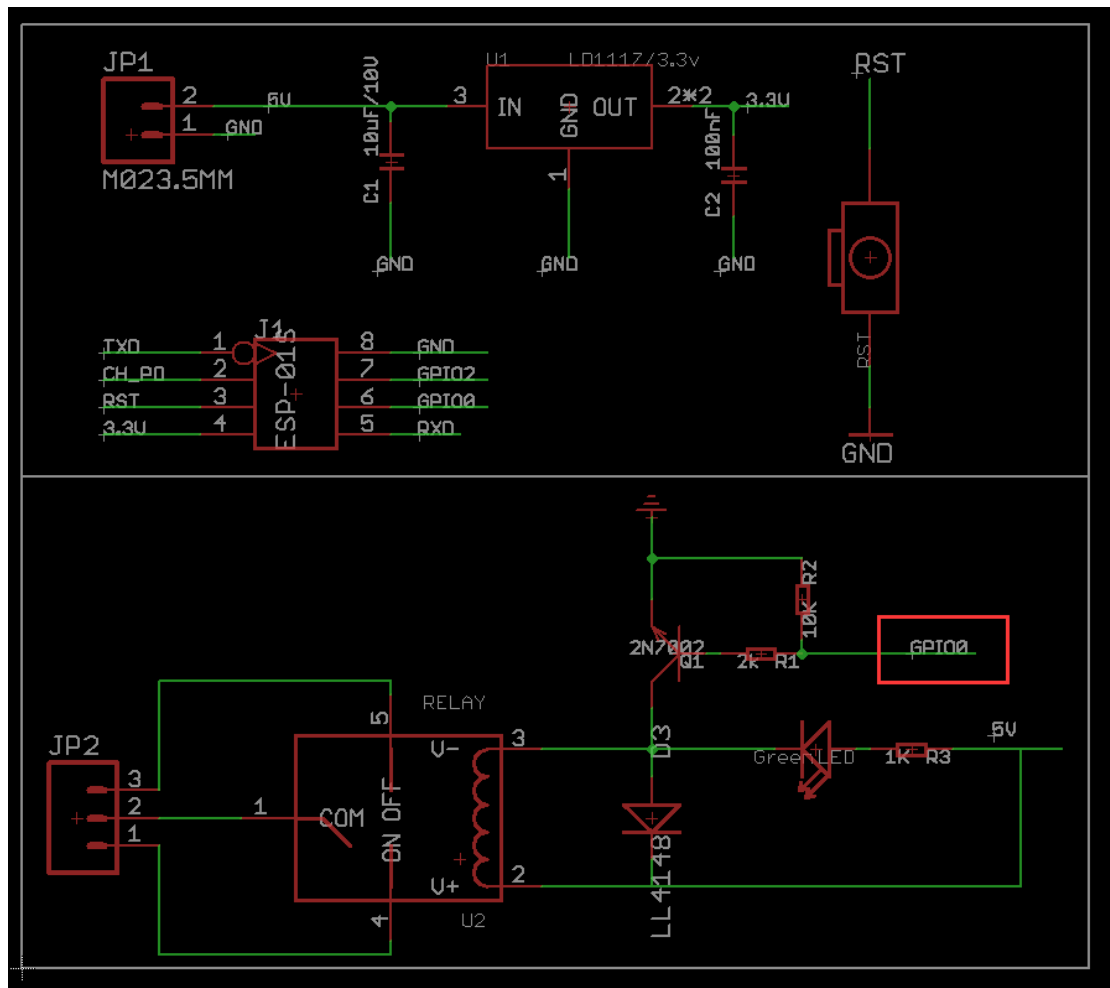 JP1
2
1
5V
GND
M023.5MM
10uF/10V
C1
GND
U1
LD1117/3.3v
3
IN
GND
OUT
2*2
1
GND
3.3V
100nF
C2
GND
RST
RST
GND
J1
ESP-01S
TXD
1
CH_PD
2
RST
3
3.3V
4
8
GND
7
GPIO2
6
GPIO0
5
RXD
R2
10K
2N7002
Q1
2k
R1
GPIO0
RELAY
JP2
3
2
1
1
5
COM
ON OFF
4
V-
V+
3
2
U2
D3
LL4148
GreenLED
1K
R3
5V